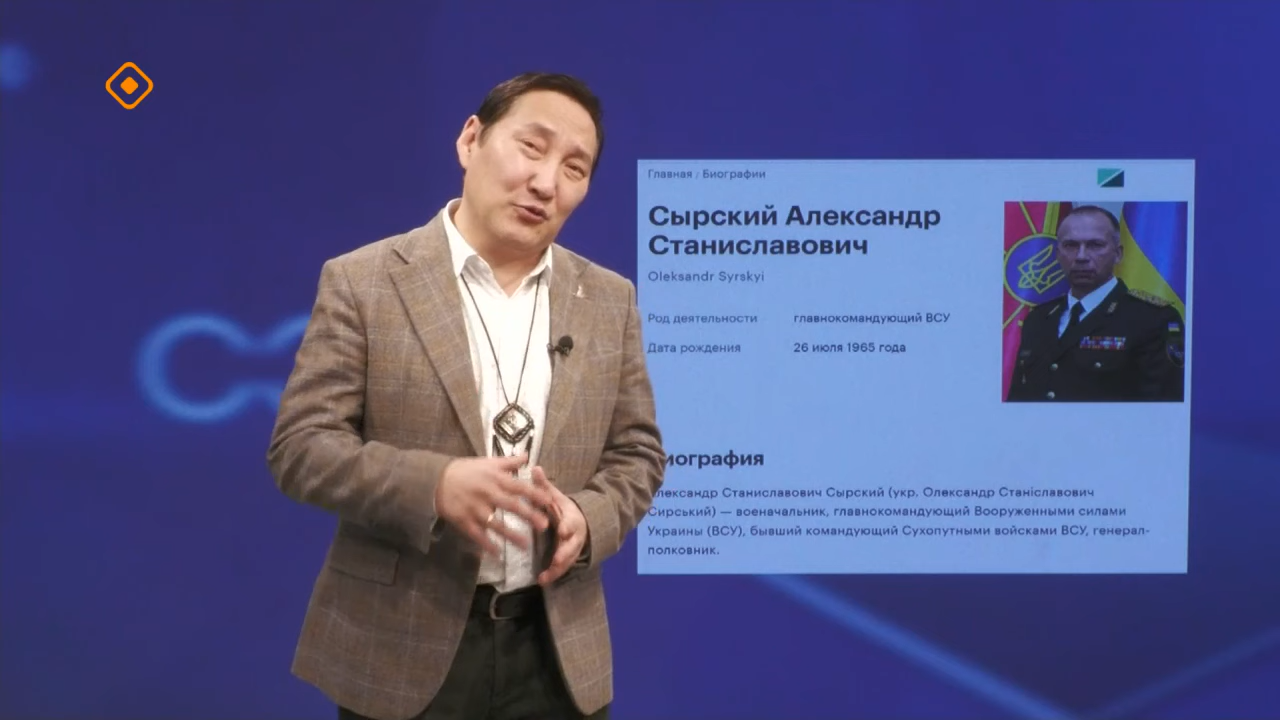 Главная / Биографии
Сырский Александр
Станиславович
Oleksandr Syrskyi
Род деятельности главнокомандующий ВСУ
Дата рождения 26 июля 1965 года
иография
лександр Станиславович Сырский (укр. Олександр Станіславович
Сирський) — военачальник, главнокомандующий Вооруженными силами
Украины (ВСУ), бывший командующий Сухопутными войсками ВСУ, генерал-
полковник.